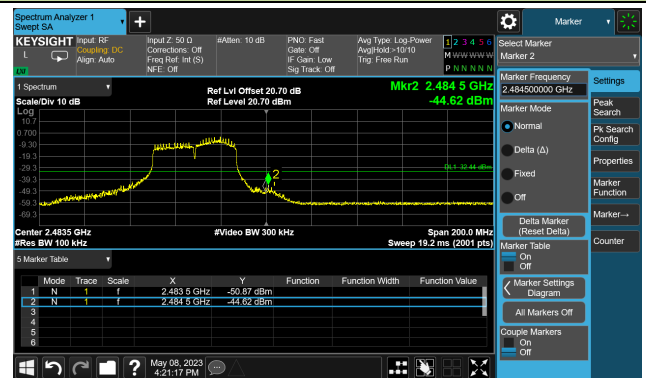 Spectrum Analyzer 1
Swept SA
Marker
KEYSIGHT
L
LXI
Input: RF
Coupling: DC
Align: Auto
Input Z: 50 Ω
Corrections: Off
Freq Ref: Int (S)
NFE: Off
#Atten: 10 dB
PNO: Fast
Gate: Off
IF Gain: Low
Sig Track: Off
Avg Type: Log-Power
Avg|Hold:>10/10
Trig: Free Run
1 2 3 4 5 6
M W W W W W
P N N N N N
Select Marker
Marker 2
1 Spectrum
Scale/Div 10 dB
Log
Ref Lvl Offset 20.70 dB
Ref Level 20.70 dBm
Mkr2 2.484 5 GHz
-44.62 dBm
10.7
0.700
-9.30
-19.3
-29.3
-39.3
-49.3
-59.3
-69.3
DL1 -32.44 dBm
2
Center 2.4835 GHz
#Res BW 100 kHz
#Video BW 300 kHz
Span 200.0 MHz
Sweep 19.2 ms (2001 pts)
5 Marker Table
Mode Trace Scale X Y Function Function Width Function Value
1 N 1 f 2.483 5 GHz -50.87 dBm
2 N 1 f 2.484 5 GHz -44.62 dBm
3
4
5
6
Marker Frequency
2.484500000 GHz
Marker Mode
Normal
Delta (Δ)
Fixed
Off
Delta Marker
(Reset Delta)
Marker Table
On
Off
Marker Settings
Diagram
All Markers Off
Couple Markers
On
Off
Settings
Peak
Search
Pk Search
Config
Properties
Marker
Function
Marker→
Counter
?
May 08, 2023
4:21:17 PM